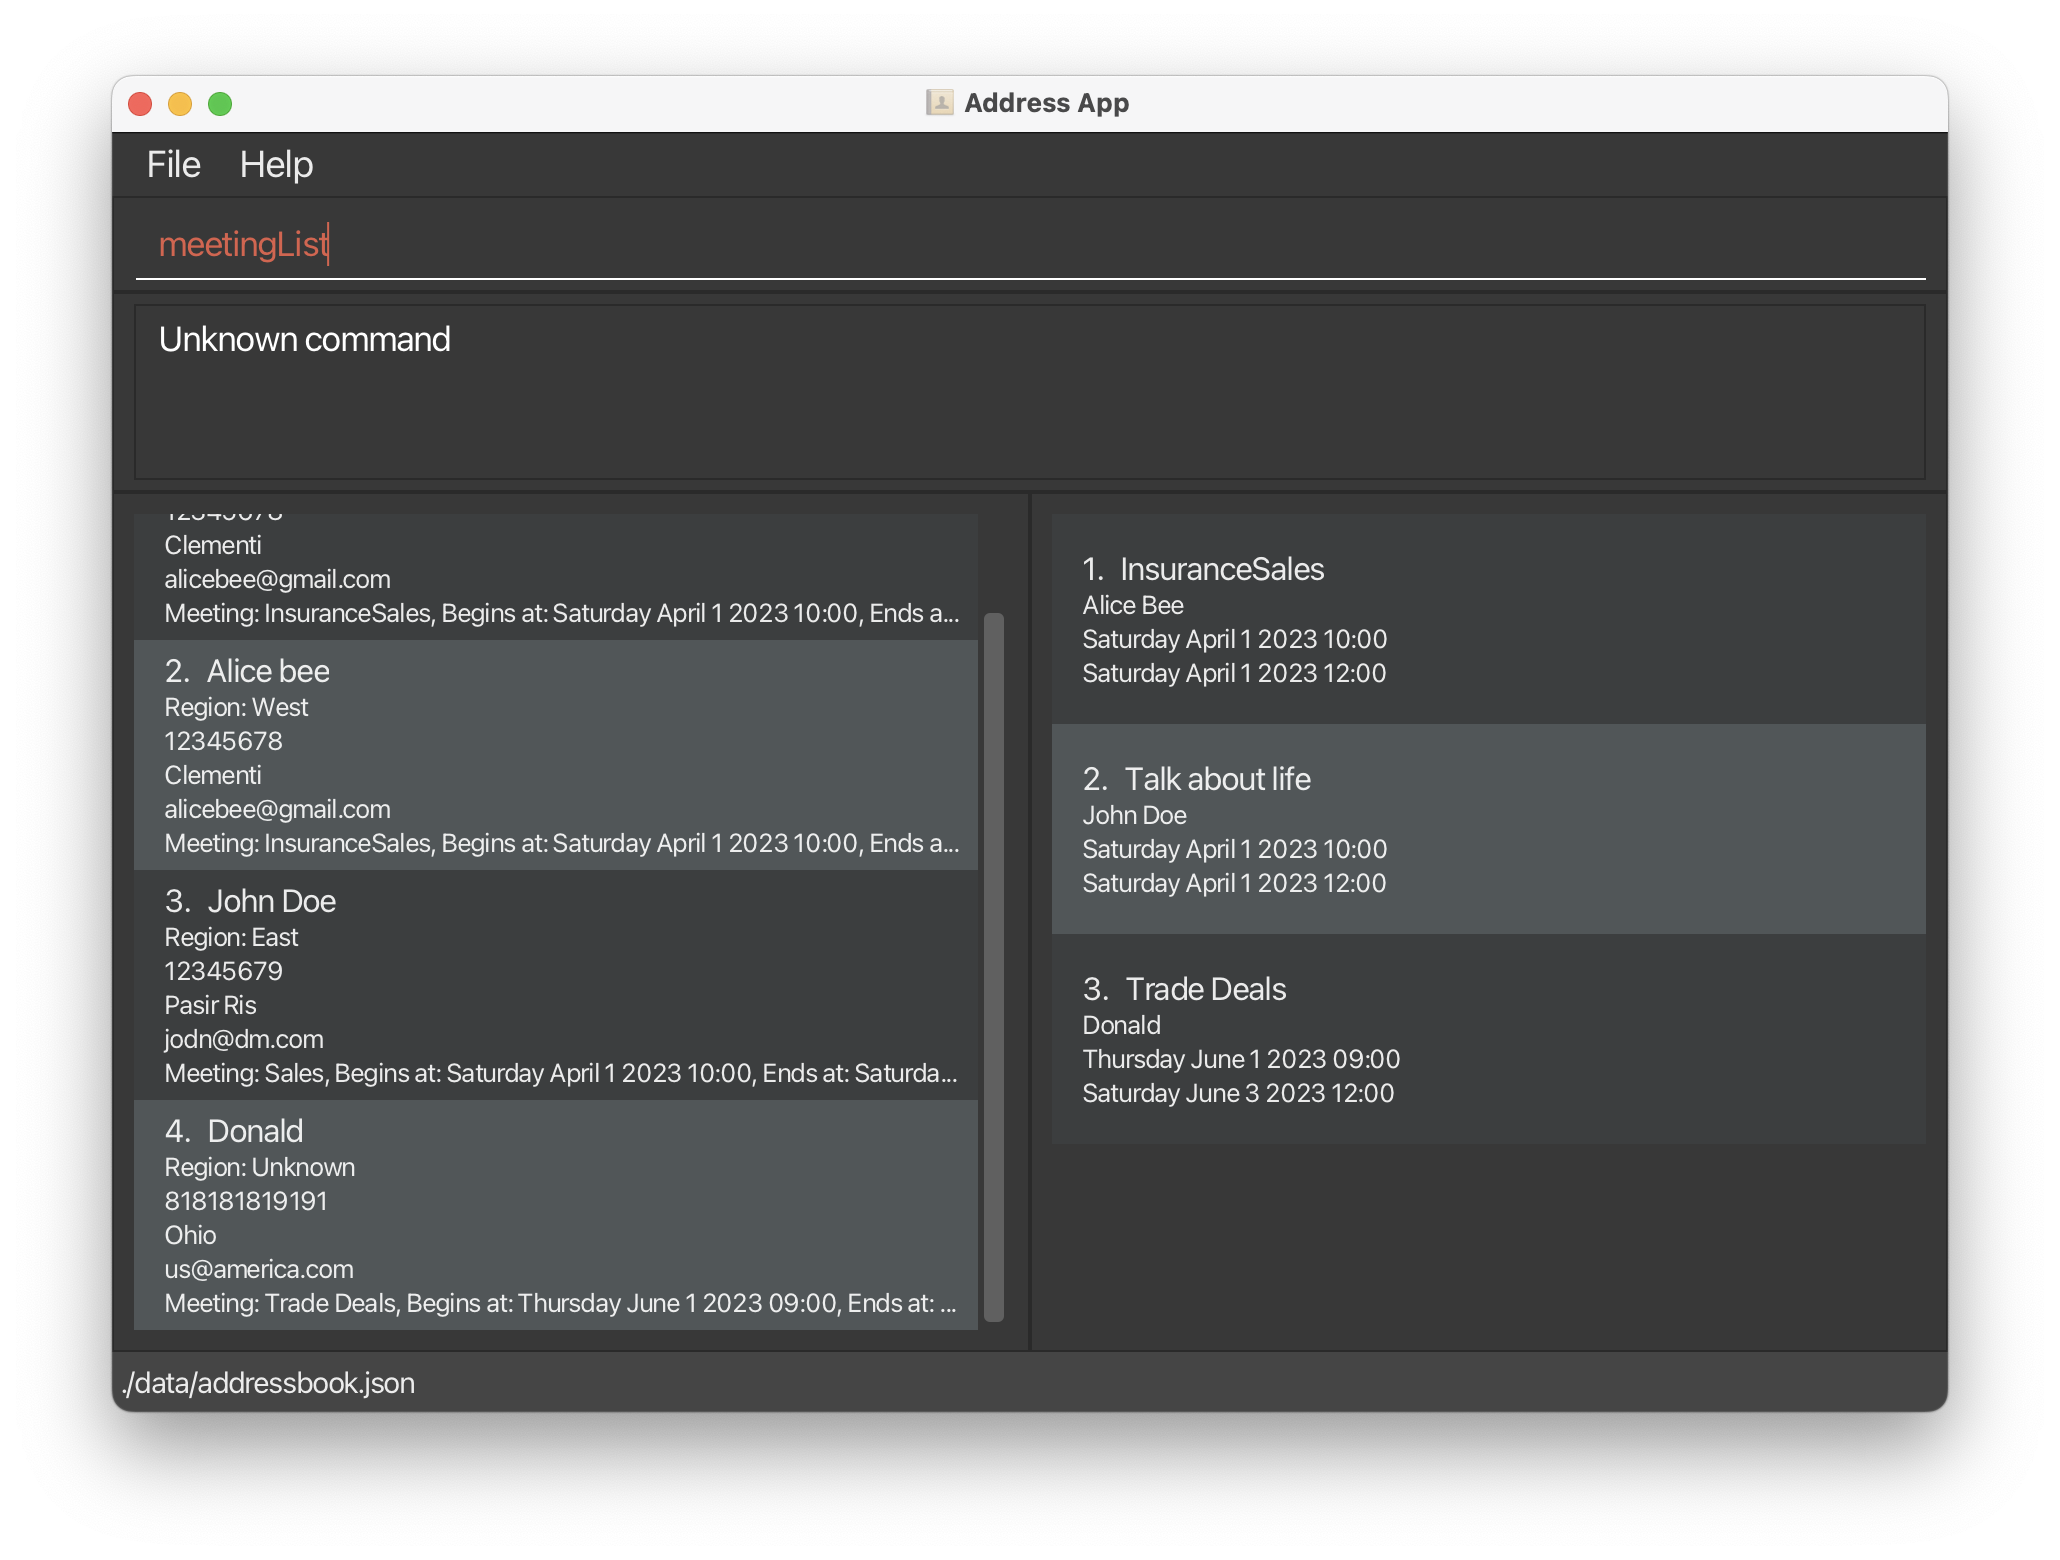 Address App
File Help
meetingList
Unknown command
Clementi
alicebee@gmail.com
Meeting: InsuranceSales, Begins at: Saturday April 1 2023 10:00, Ends a...
2. Alice bee
Region: West
12345678
Clementi
alicebee@gmail.com
Meeting: InsuranceSales, Begins at: Saturday April 1 2023 10:00, Ends a...
3. John Doe
Region: East
12345679
Pasir Ris
jodn@dm.com
Meeting: Sales, Begins at: Saturday April 1 2023 10:00, Ends at: Saturda...
4. Donald
Region: Unknown
818181819191
Ohio
us@america.com
Meeting: Trade Deals, Begins at: Thursday June 1 2023 09:00, Ends at: ...
1. InsuranceSales
Alice Bee
Saturday April 1 2023 10:00
Saturday April 1 2023 12:00
2. Talk about life
John Doe
Saturday April 1 2023 10:00
Saturday April 1 2023 12:00
3. Trade Deals
Donald
Thursday June 1 2023 09:00
Saturday June 3 2023 12:00
./data/addressbook.json